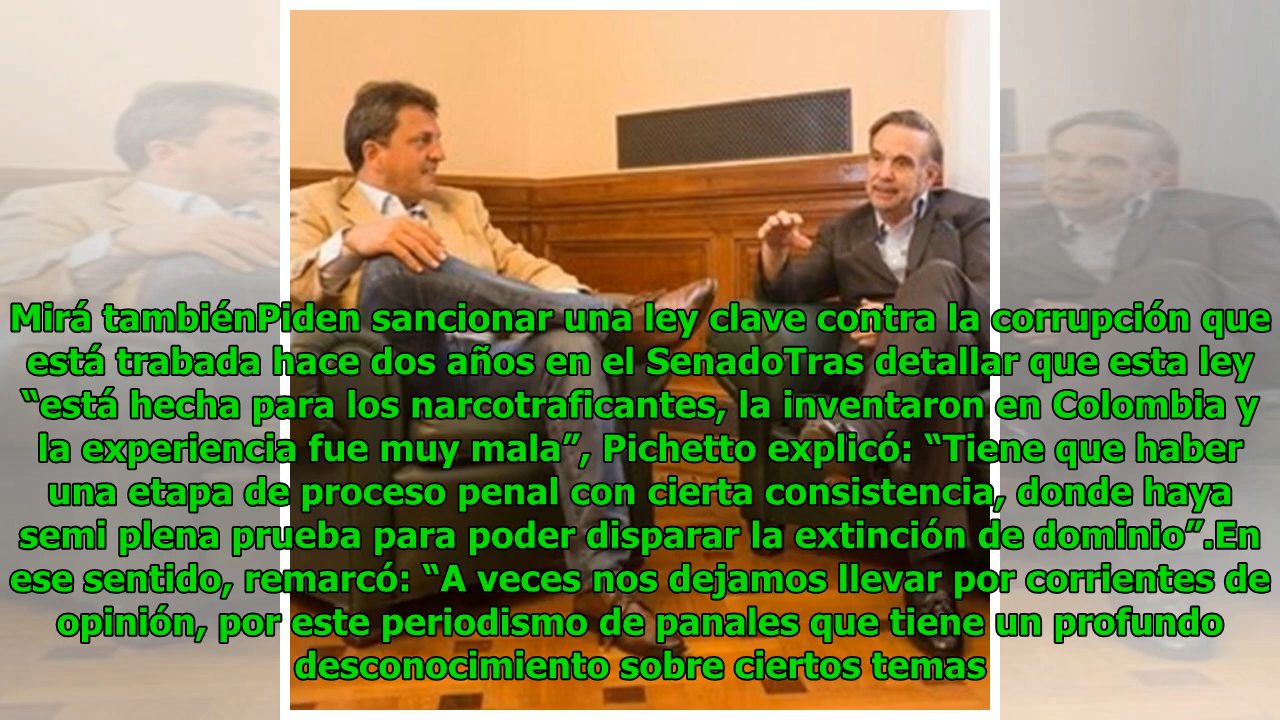 Mirá tambiénPiden sancionar una ley clave contra la corrupción que
está trabada hace dos años en el SenadoTras detallar que esta ley
“está hecha para los narcotraficantes, la inventaron en Colombia y
la experiencia fue muy mala”, Pichetto explicó: “Tiene que haber
una etapa de proceso penal con cierta consistencia, donde haya
semi plena prueba para poder disparar la extinción de dominio”.En
ese sentido, remarcó: “A veces nos dejamos llevar por corrientes de
opinión, por este periodismo de panales que tiene un profundo
desconocimiento sobre ciertos temas